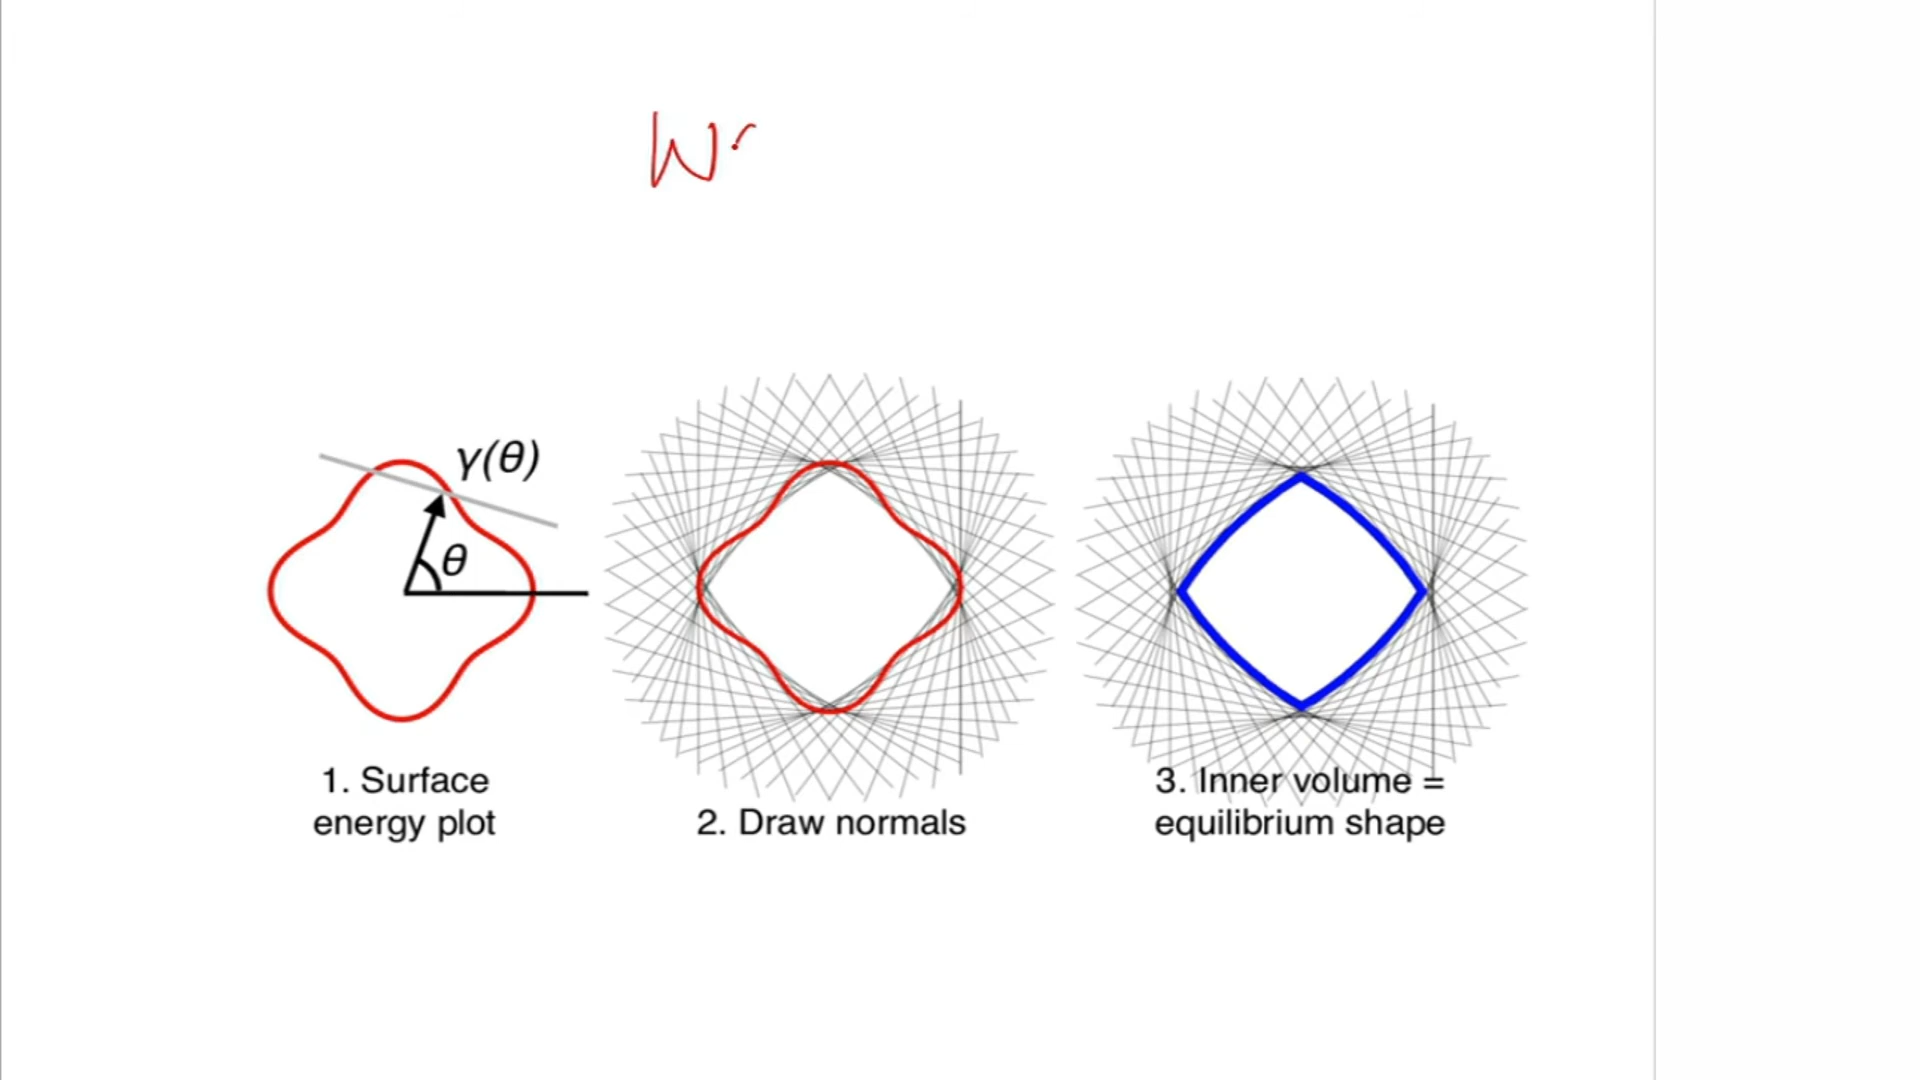 W
γ(θ)
θ
1. Surface
energy plot
2. Draw normals
3. Inner volume =
equilibrium shape